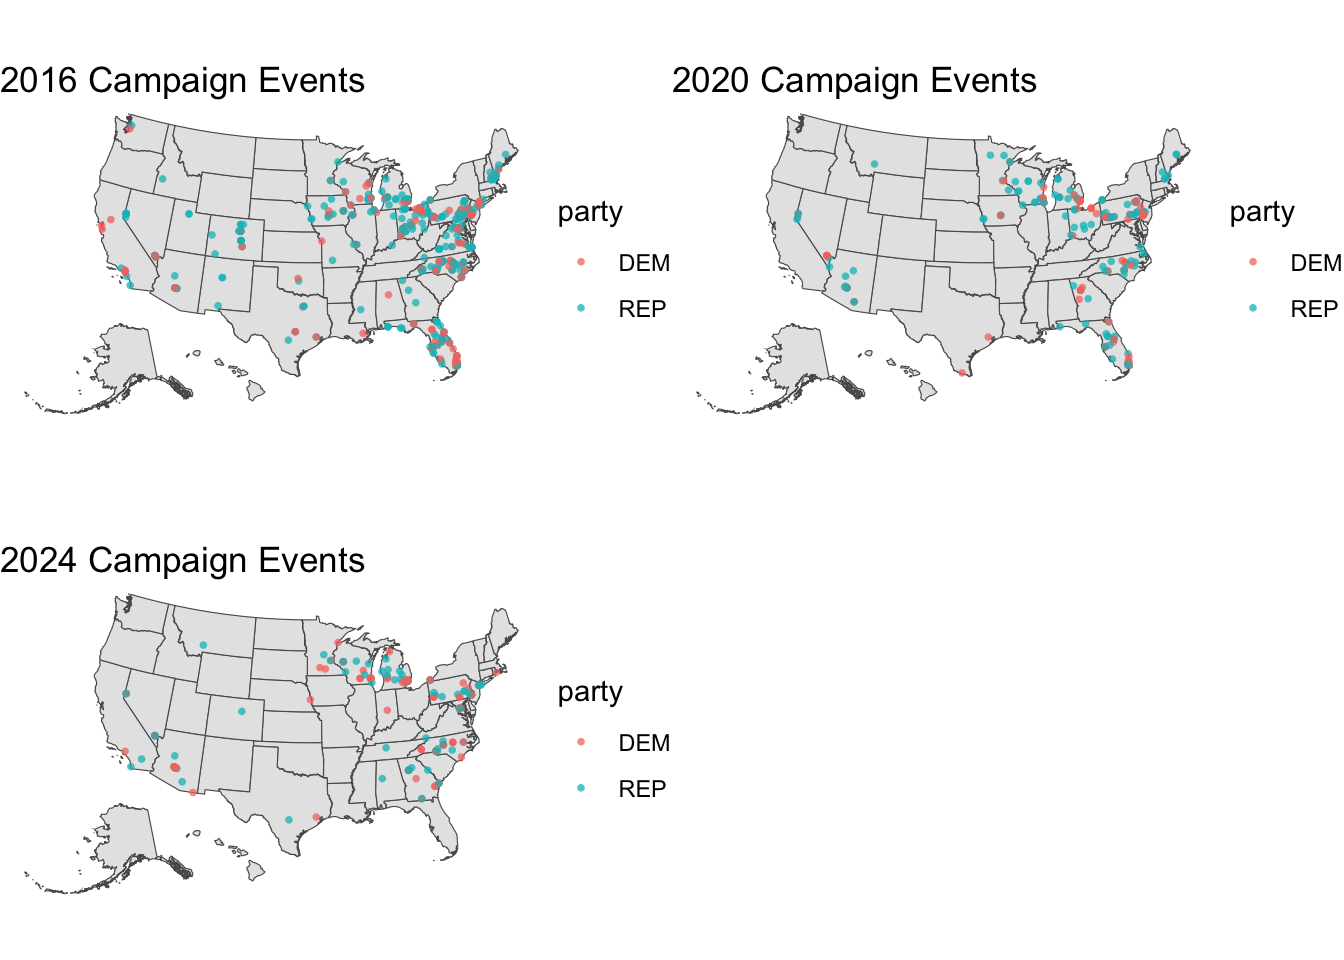 2016 Campaign Events
party
DEM
REP
2020 Campaign Events
party
DEM
REP
2024 Campaign Events
party
DEM
REP